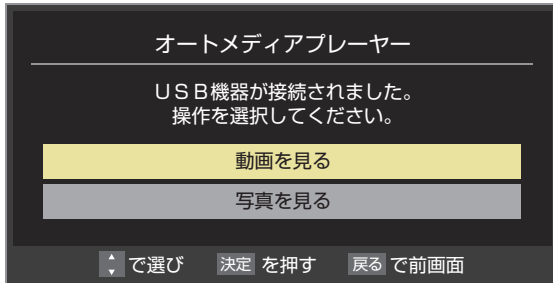 オートメディアプレーヤー
ＵＳＢ機器が接続されました。
操作を選択してください。
動画を見る
写真を見る
で選び 決定 を押す 戻る で前画面